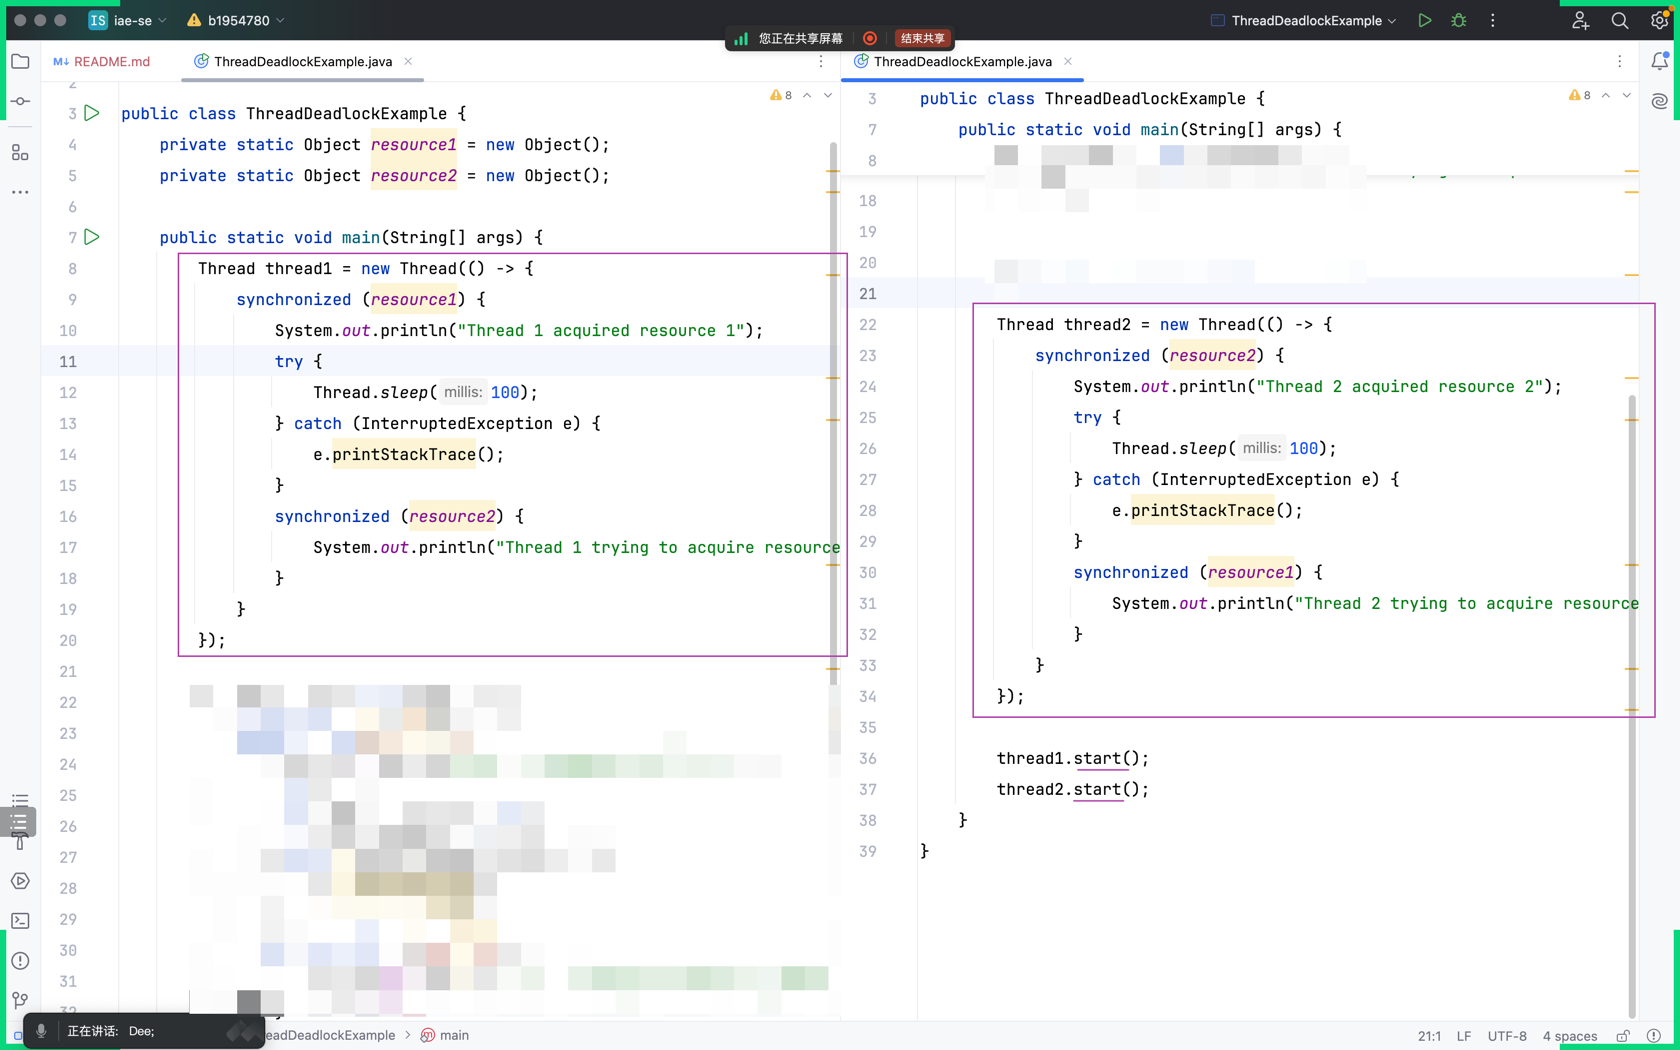 IS iae-se
b1954780
ThreadDeadlockExample
您正在共享屏幕
结束共享
M↓ README.md
ThreadDeadlockExample.java
8
2
3 public class ThreadDeadlockExample {
4 private static Object resource1 = new Object();
5 private static Object resource2 = new Object();
6
7 public static void main(String[] args) {
8 Thread thread1 = new Thread(() -> {
9 synchronized (resource1) {
10 System.out.println("Thread 1 acquired resource 1");
11 try {
12 Thread.sleep( millis: 100);
13 } catch (InterruptedException e) {
14 e.printStackTrace();
15 }
16 synchronized (resource2) {
17 System.out.println("Thread 1 trying to acquire resource
18 }
19 }
20 });
21
22
23
24
25
26
27
28
29
30
31
32
ThreadDeadlockExample.java
8
3 public class ThreadDeadlockExample {
7 public static void main(String[] args) {
8
18
19
20
21
22 Thread thread2 = new Thread(() -> {
23 synchronized (resource2) {
24 System.out.println("Thread 2 acquired resource 2");
25 try {
26 Thread.sleep( millis: 100);
27 } catch (InterruptedException e) {
28 e.printStackTrace();
29 }
30 synchronized (resource1) {
31 System.out.println("Thread 2 trying to acquire resource
32 }
33 }
34 });
35
36 thread1.start();
37 thread2.start();
38 }
39 }
正在讲话: Dee;
eadDeadlockExample > main
21:1 LF UTF-8 4 spaces